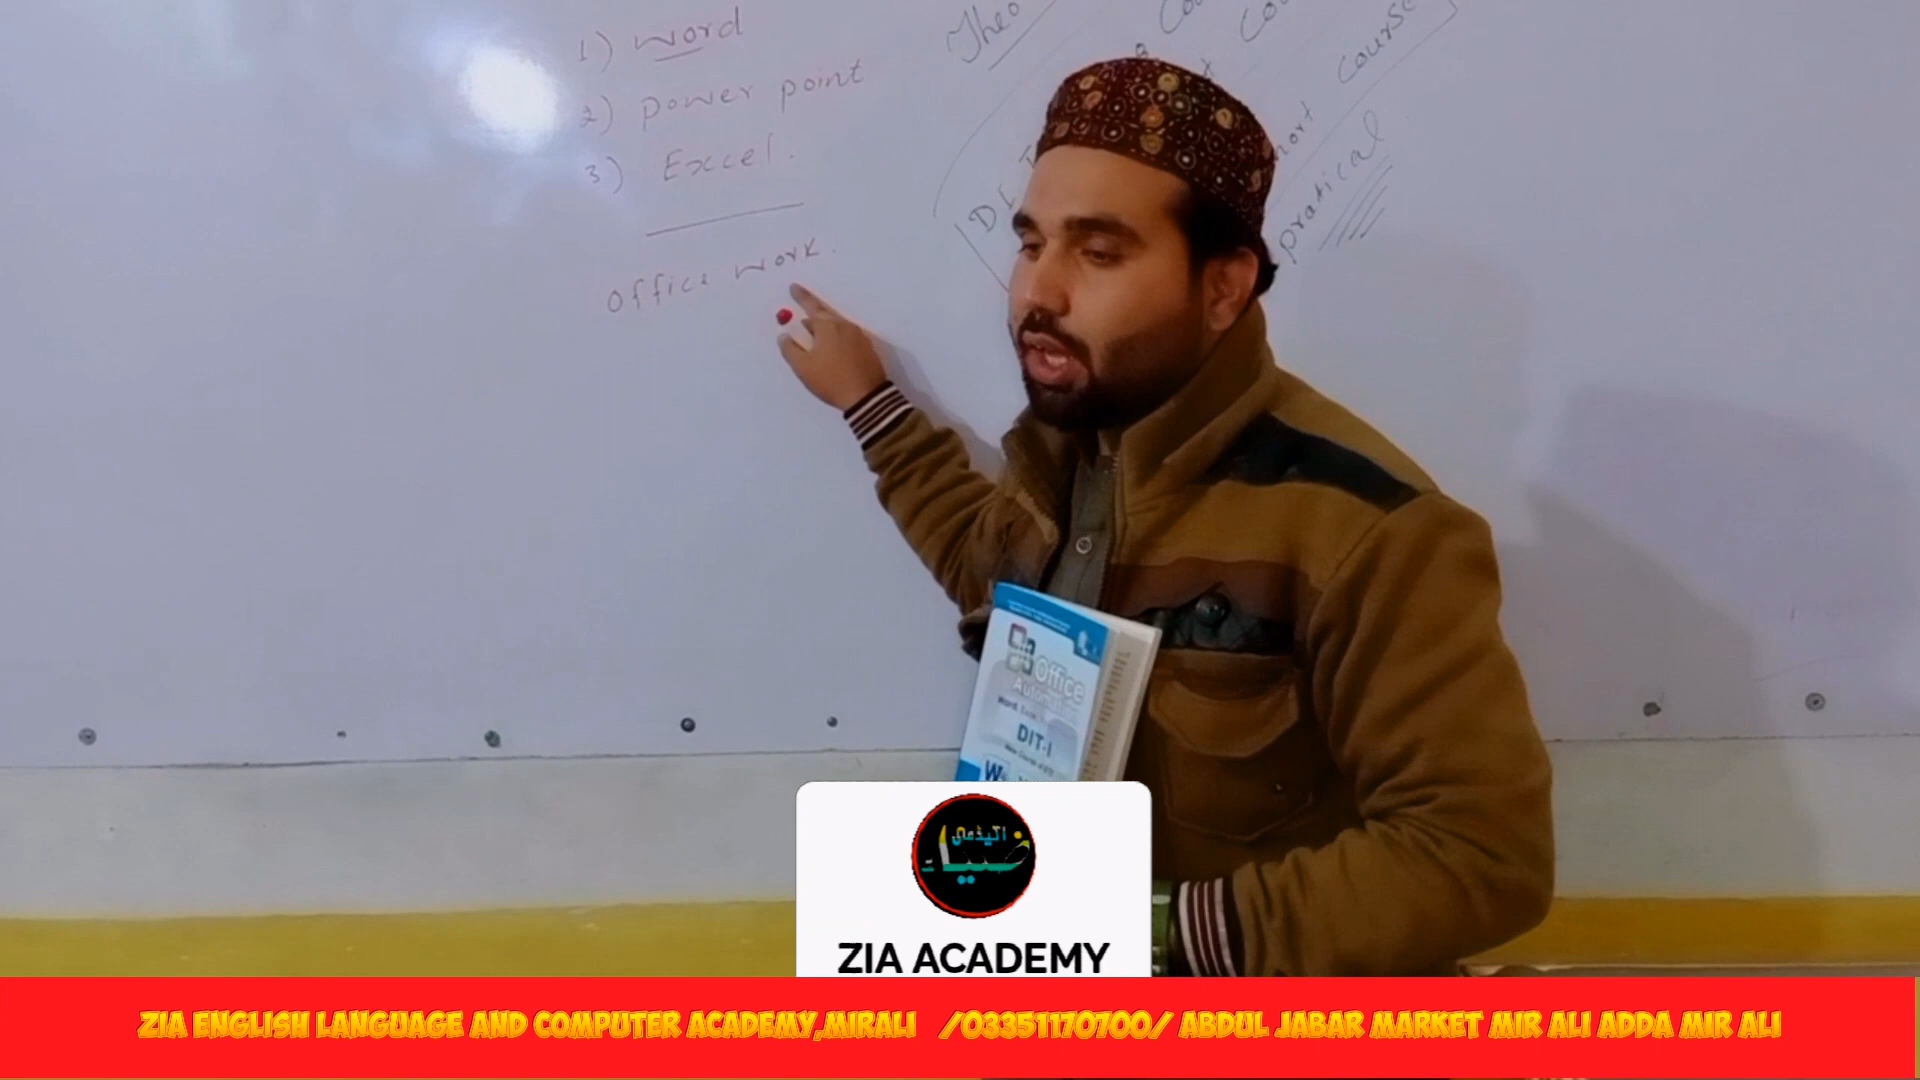 1) word
2) power point
3) Excel.
office work.
Theo
Course
pratical
Office
DIT-I
ضیاء
اکیڈمی
ZIA ACADEMY
ZIA ENGLISH LANGUAGE AND COMPUTER ACADEMY,MIRALI /03351170700/ ABDUL JABAR MARKET MIR ALI ADDA MIR ALI